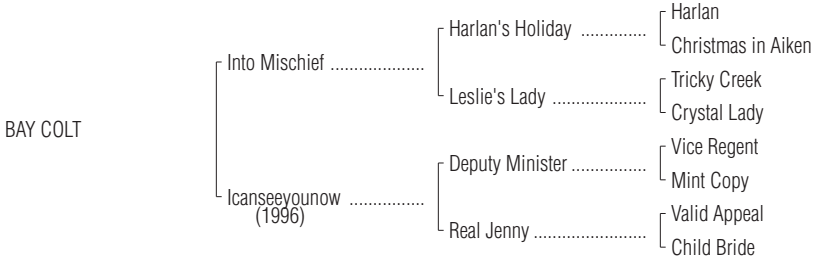 Harlan
Harlan's Holiday ..............
Christmas in Aiken
Into Mischief ....................
Tricky Creek
Leslie's Lady ....................
Crystal Lady
BAY COLT
Vice Regent
Deputy Minister ................
Mint Copy
Icanseeyounow ................
(1996)
Valid Appeal
Real Jenny ........................
Child Bride